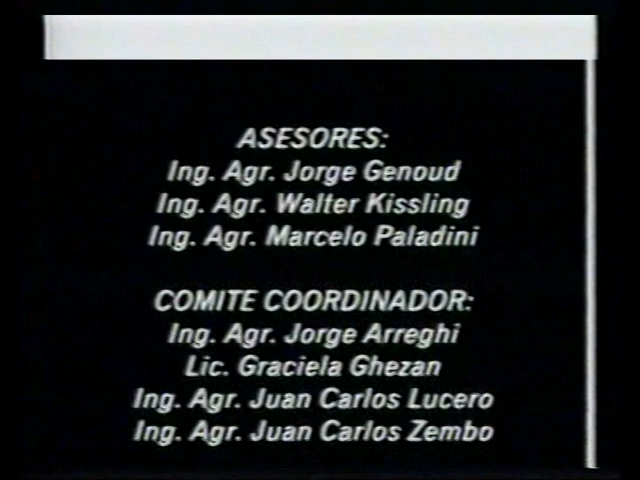 ASESORES:
Ing. Agr. Jorge Genoud
Ing. Agr. Walter Kissling
Ing. Agr. Marcelo Paladini
COMITE COORDINADOR:
Ing. Agr. Jorge Arreghi
Lic. Graciela Ghezan
Ing. Agr. Juan Carlos Lucero
Ing. Agr. Juan Carlos Zembo